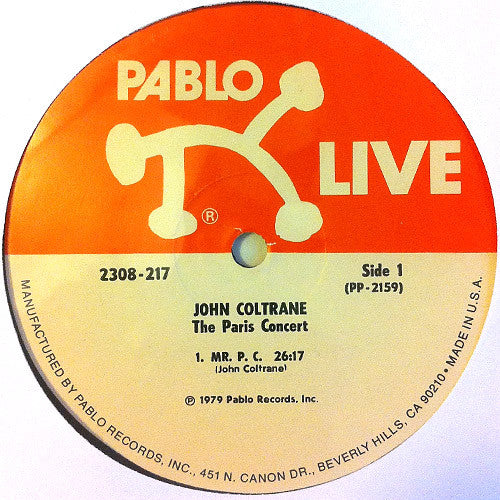 PABLO
LIVE
®
2308-217
Side 1
(PP-2159)
JOHN COLTRANE
The Paris Concert
1. MR. P. C. 26:17
(John Coltrane)
℗ 1979 Pablo Records, Inc.
MANUFACTURED BY PABLO RECORDS, INC., 451 N. CANON DR., BEVERLY HILLS, CA 90210 • MADE IN U.S.A.